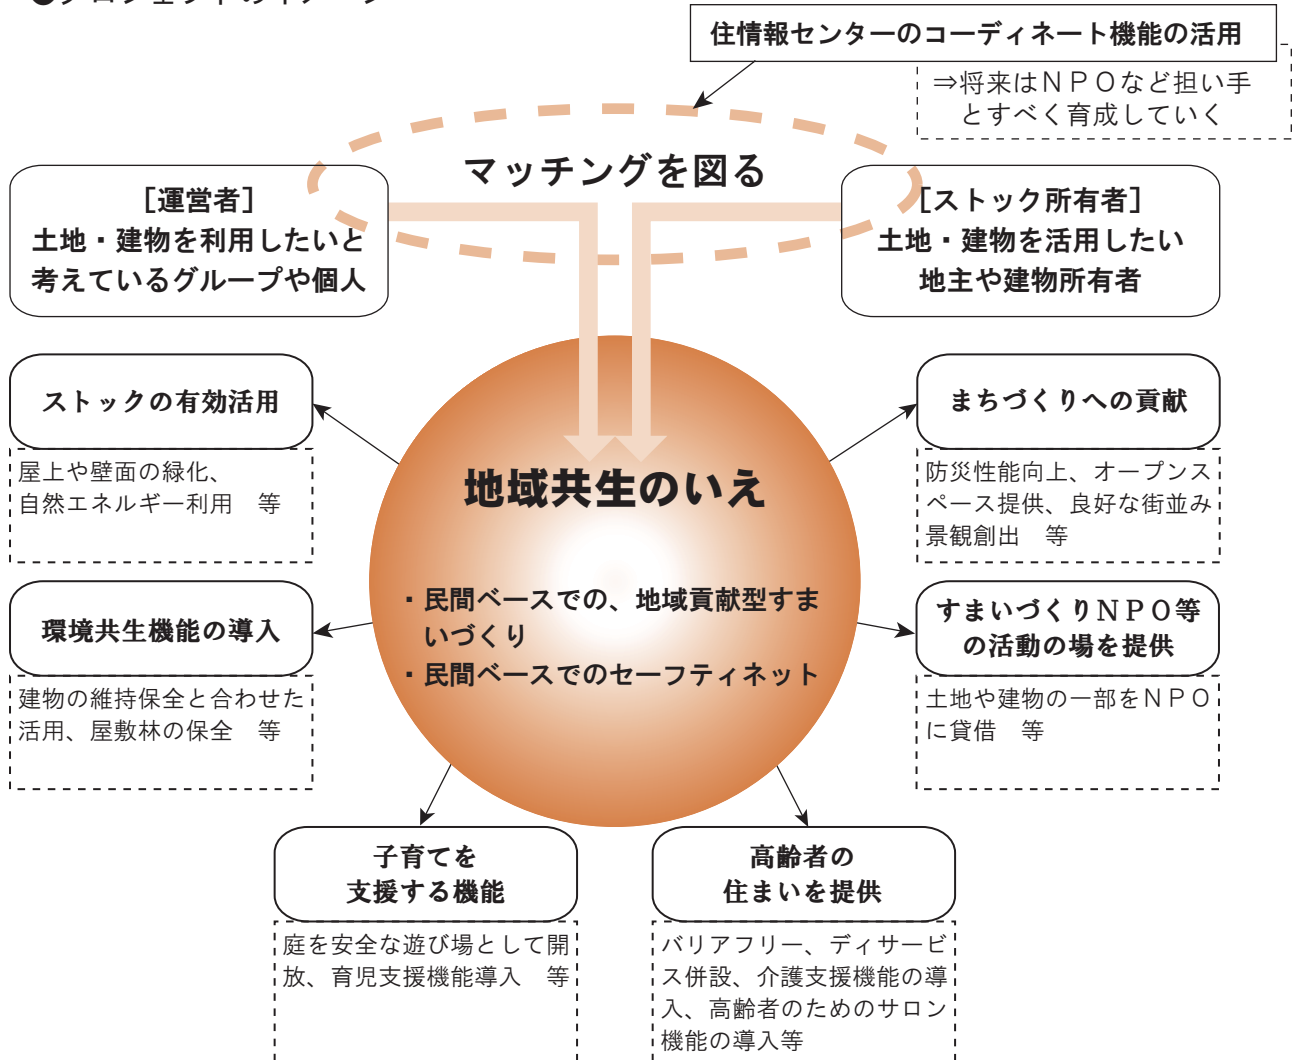 ●プロジェクトのイメージ
住情報センターのコーディネート機能の活用
⇒将来はＮＰＯなど担い手
とすべく育成していく
マッチングを図る
［運営者］
土地・建物を利用したいと
考えているグループや個人
［ストック所有者］
土地・建物を活用したい
地主や建物所有者
ストックの有効活用
屋上や壁面の緑化、
自然エネルギー利用　等
まちづくりへの貢献
防災性能向上、オープンス
ペース提供、良好な街並み
景観創出　等
地域共生のいえ
・民間ベースでの、地域貢献型すま
いづくり
・民間ベースでのセーフティネット
環境共生機能の導入
建物の維持保全と合わせた
活用、屋敷林の保全　等
すまいづくりＮＰＯ等
の活動の場を提供
土地や建物の一部をＮＰＯ
に貸借　等
子育てを
支援する機能
庭を安全な遊び場として開
放、育児支援機能導入　等
高齢者の
住まいを提供
バリアフリー、ディサービ
ス併設、介護支援機能の導
入、高齢者のためのサロン
機能の導入等